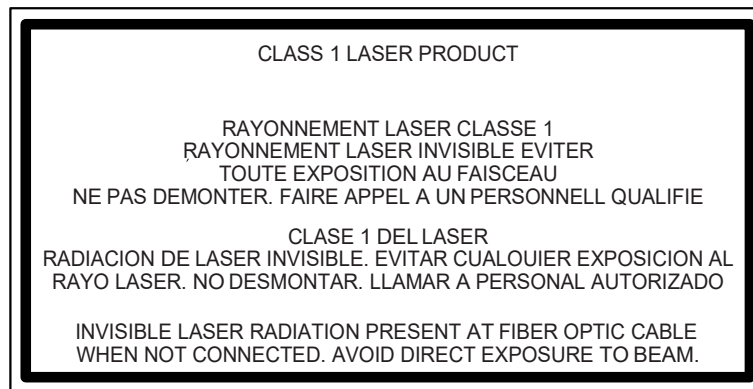 CLASS 1 LASER PRODUCT
RAYONNEMENT LASER CLASSE 1
RAYONNEMENT LASER INVISIBLE EVITER
TOUTE EXPOSITION AU FAISCEAU
NE PAS DEMONTER. FAIRE APPEL A UN PERSONNELL QUALIFIE
CLASE 1 DEL LASER
RADIACION DE LASER INVISIBLE. EVITAR CUALOUIER EXPOSICION AL
RAYO LASER. NO DESMONTAR. LLAMAR A PERSONAL AUTORIZADO
INVISIBLE LASER RADIATION PRESENT AT FIBER OPTIC CABLE
WHEN NOT CONNECTED. AVOID DIRECT EXPOSURE TO BEAM.